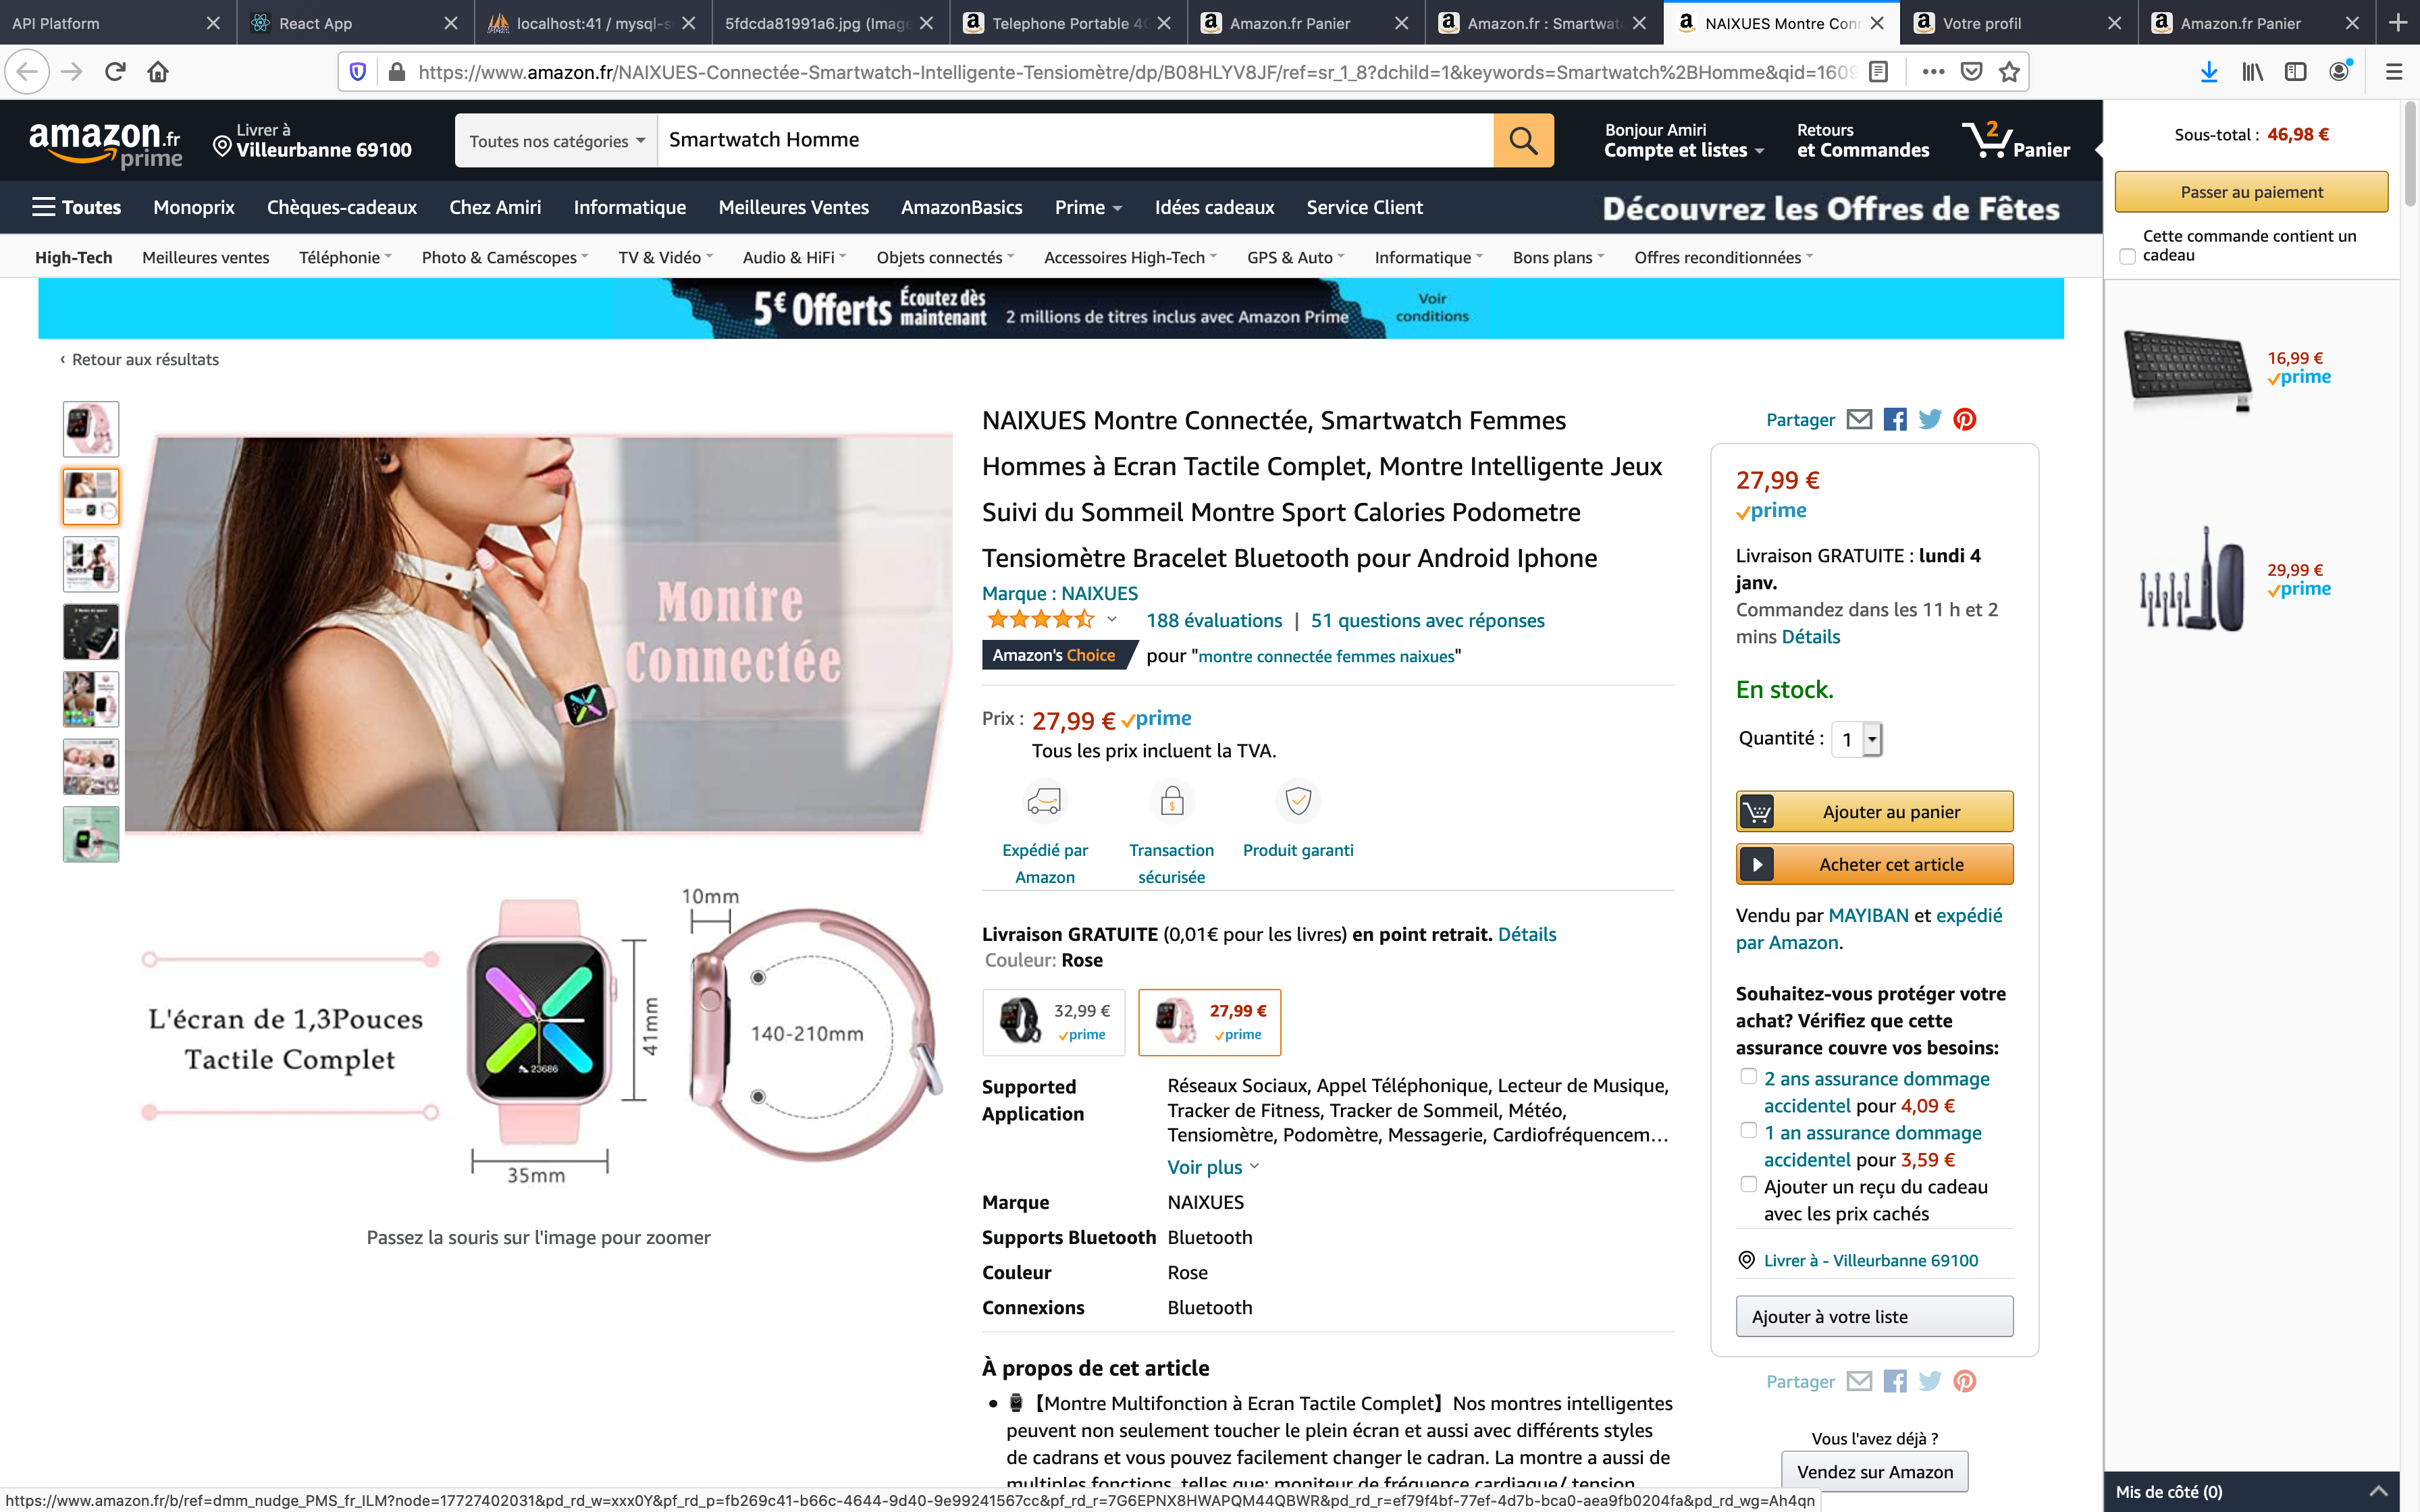 API Platform
React App
localhost:41 / mysql-s
5fdcda81991a6.jpg (Image
Telephone Portable 4G
Amazon.fr Panier
Amazon.fr : Smartwatc
NAIXUES Montre Conn
Votre profil
Amazon.fr Panier
https://www.amazon.fr/NAIXUES-Connectée-Smartwatch-Intelligente-Tensiomètre/dp/B08HLYV8JF/ref=sr_1_8?dchild=1&keywords=Smartwatch%2BHomme&qid=1609
amazon.fr
prime
Livrer à
Villeurbanne 69100
Toutes nos catégories
Smartwatch Homme
Bonjour Amiri
Compte et listes
Retours
et Commandes
2
Panier
Toutes
Monoprix
Chèques-cadeaux
Chez Amiri
Informatique
Meilleures Ventes
AmazonBasics
Prime
Idées cadeaux
Service Client
Découvrez les Offres de Fêtes
High-Tech
Meilleures ventes
Téléphonie
Photo & Caméscopes
TV & Vidéo
Audio & HiFi
Objets connectés
Accessoires High-Tech
GPS & Auto
Informatique
Bons plans
Offres reconditionnées
5€ Offerts
Écoutez dès
maintenant
2 millions de titres inclus avec Amazon Prime
Voir
conditions
‹ Retour aux résultats
Montre
Connectée
L'écran de 1,3Pouces
Tactile Complet
23686
41mm
35mm
10mm
140-210mm
Passez la souris sur l'image pour zoomer
NAIXUES Montre Connectée, Smartwatch Femmes
Hommes à Ecran Tactile Complet, Montre Intelligente Jeux
Suivi du Sommeil Montre Sport Calories Podometre
Tensiomètre Bracelet Bluetooth pour Android Iphone
Marque : NAIXUES
188 évaluations | 51 questions avec réponses
Amazon's Choice pour "montre connectée femmes naixues"
Prix : 27,99 € prime
Tous les prix incluent la TVA.
Expédié par
Amazon
Transaction
sécurisée
Produit garanti
Livraison GRATUITE (0,01€ pour les livres) en point retrait. Détails
Couleur: Rose
32,99 €
prime
27,99 €
prime
Supported
Application
Réseaux Sociaux, Appel Téléphonique, Lecteur de Musique,
Tracker de Fitness, Tracker de Sommeil, Météo,
Tensiomètre, Podomètre, Messagerie, Cardiofréquencem…
Voir plus
Marque NAIXUES
Supports Bluetooth Bluetooth
Couleur Rose
Connexions Bluetooth
À propos de cet article
【Montre Multifonction à Ecran Tactile Complet】Nos montres intelligentes
peuvent non seulement toucher le plein écran et aussi avec différents styles
de cadrans et vous pouvez facilement changer le cadran. La montre a aussi de
multiples fonctions, telles que: moniteur de fréquence cardiaque/ tension
Partager
27,99 €
prime
Livraison GRATUITE : lundi 4
janv.
Commandez dans les 11 h et 2
mins Détails
En stock.
Quantité : 1
Ajouter au panier
Acheter cet article
Vendu par MAYIBAN et expédié
par Amazon.
Souhaitez-vous protéger votre
achat? Vérifiez que cette
assurance couvre vos besoins:
2 ans assurance dommage
accidentel pour 4,09 €
1 an assurance dommage
accidentel pour 3,59 €
Ajouter un reçu du cadeau
avec les prix cachés
Livrer à - Villeurbanne 69100
Ajouter à votre liste
Partager
Vous l'avez déjà ?
Vendez sur Amazon
Sous-total : 46,98 €
Passer au paiement
Cette commande contient un
cadeau
16,99 €
prime
29,99 €
prime
Mis de côté (0)
https://www.amazon.fr/b/ref=dmm_nudge_PMS_fr_ILM?node=17727402031&pd_rd_w=xxx0Y&pf_rd_p=fb269c41-b66c-4644-9d40-9e99241567cc&pf_rd_r=7G6EPNX8HWAPQM44QBWR&pd_rd_r=ef79f4bf-77ef-4d7b-bca0-aea9fb0204fa&pd_rd_wg=Ah4qn